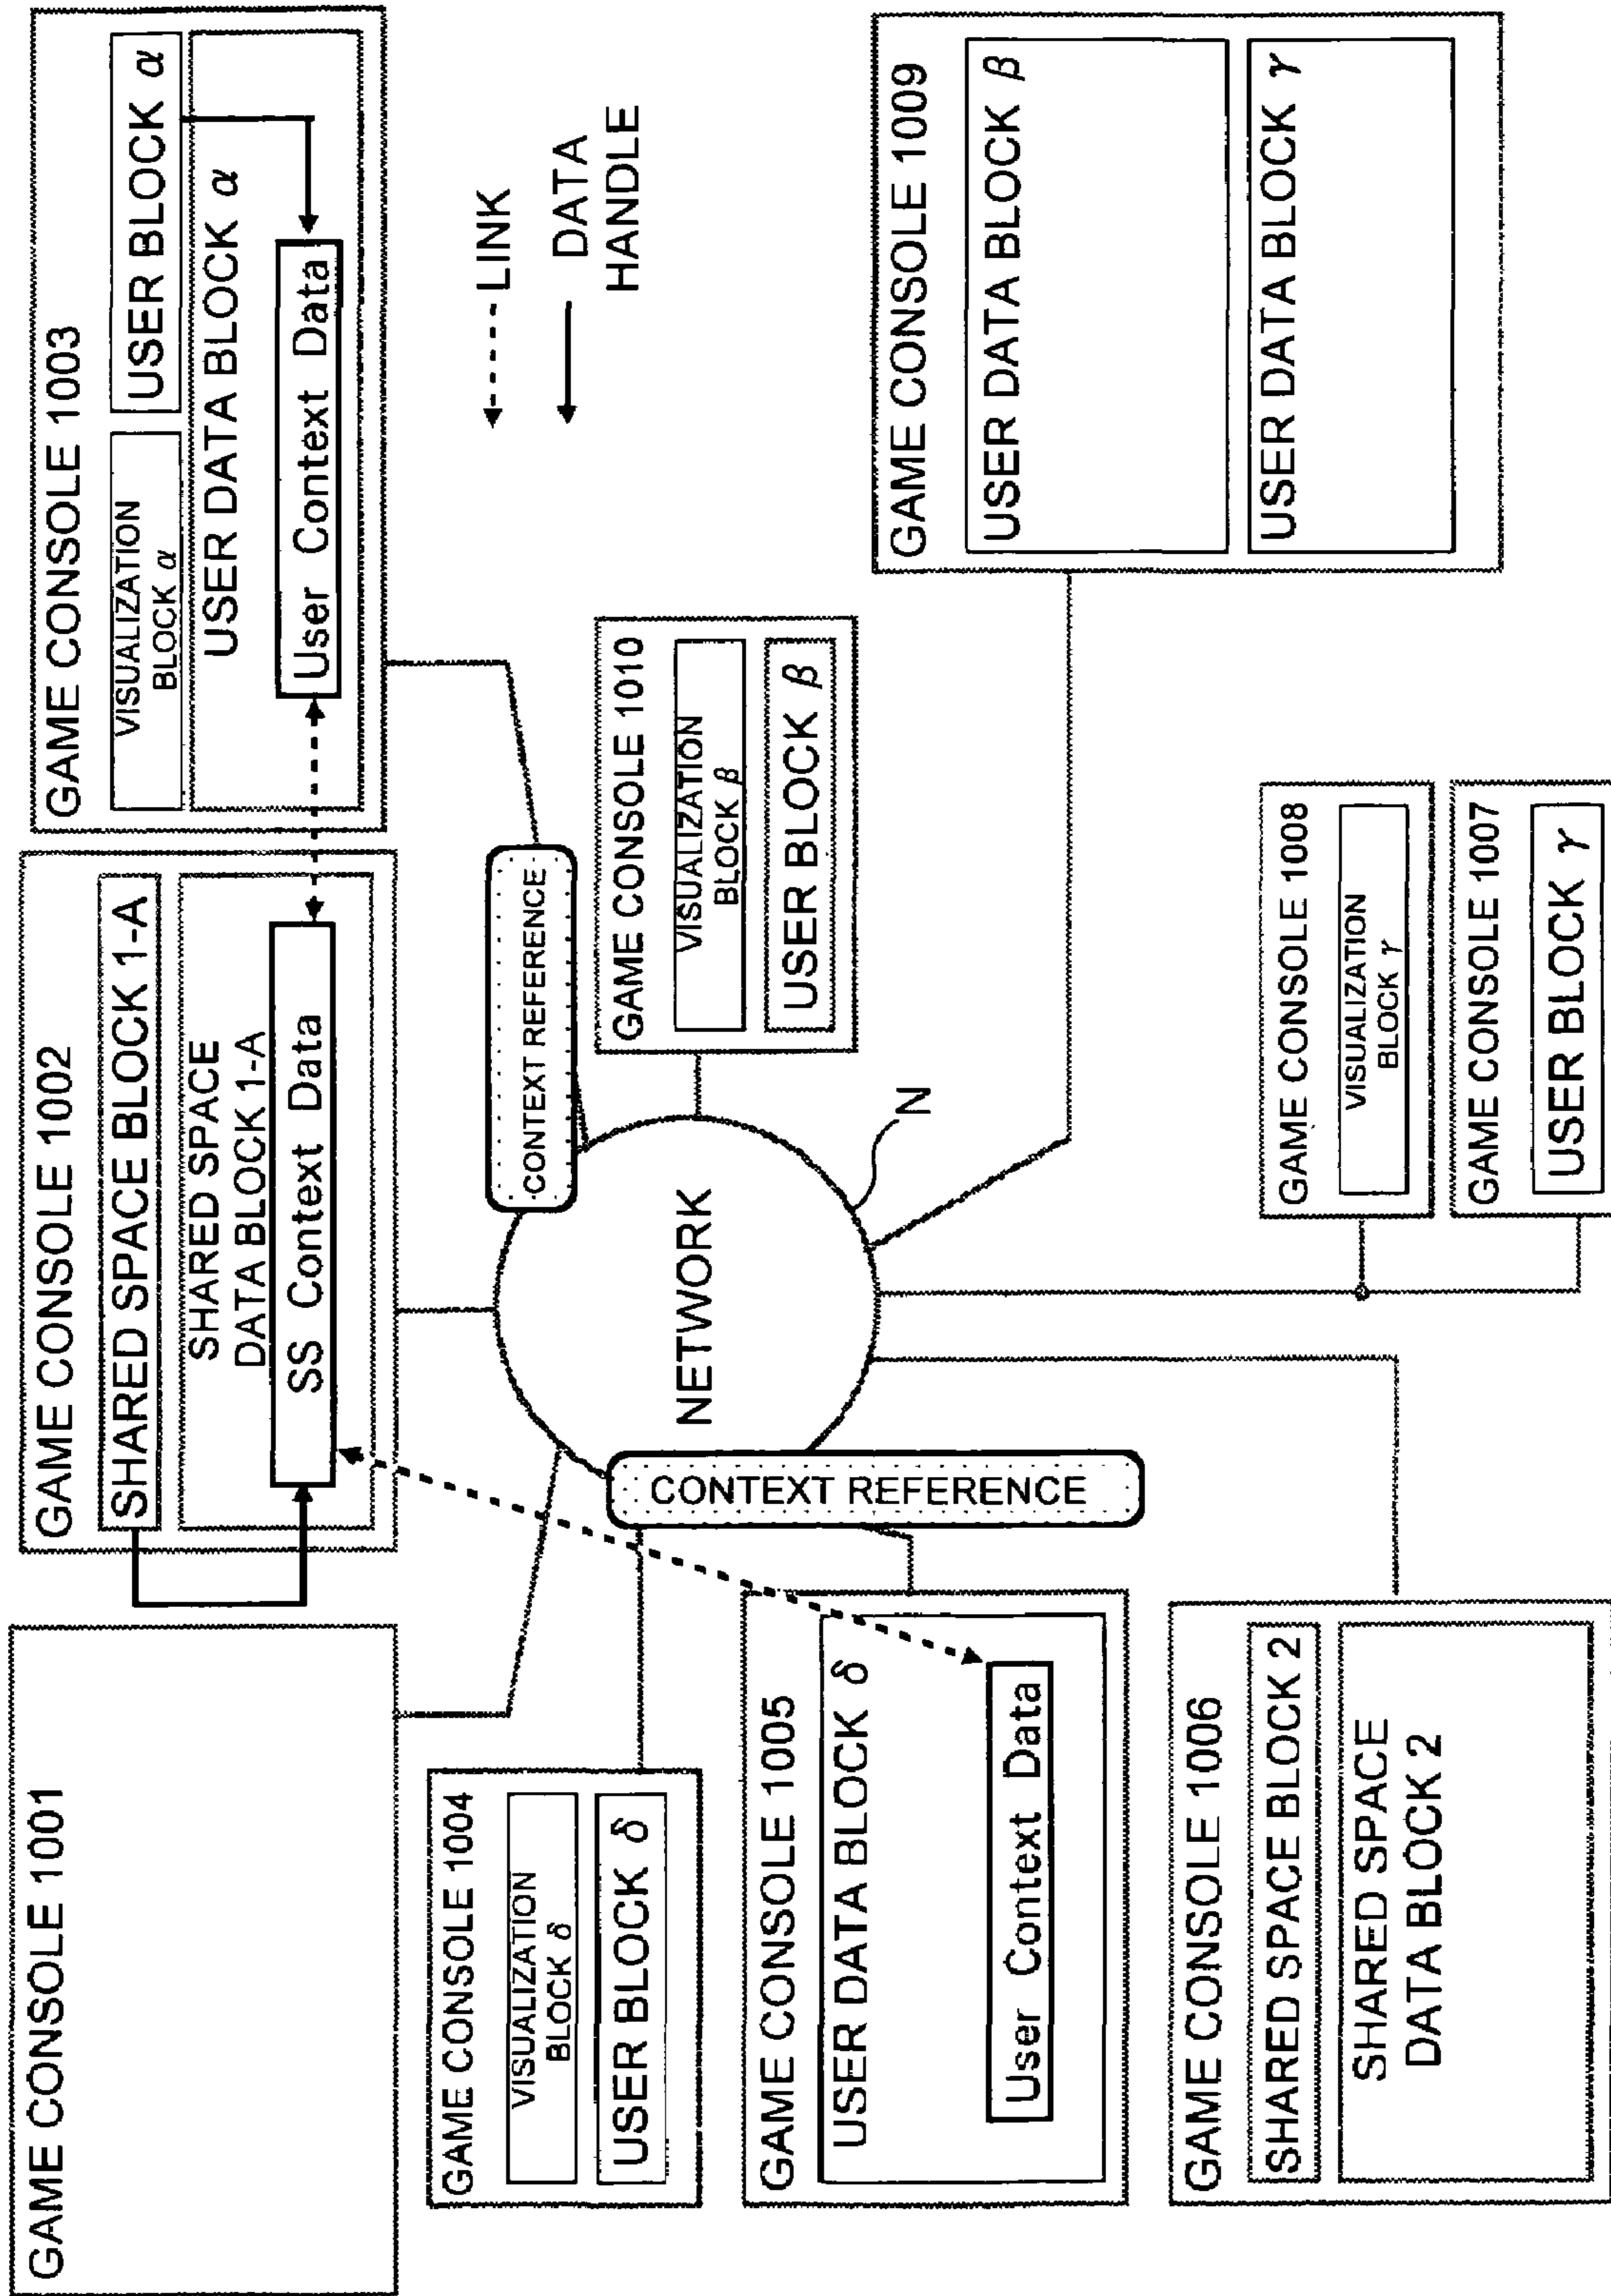 GAME CONSOLE 1001
GAME CONSOLE 1002
SHARED SPACE BLOCK 1-A
SHARED SPACE
DATA BLOCK 1-A
SS Context Data
GAME CONSOLE 1003
VISUALIZATION
BLOCK α
USER BLOCK α
USER DATA BLOCK α
User Context Data
LINK
DATA
HANDLE
GAME CONSOLE 1004
VISUALIZATION
BLOCK δ
USER BLOCK δ
CONTEXT REFERENCE
NETWORK
N
CONTEXT REFERENCE
GAME CONSOLE 1010
VISUALIZATION
BLOCK β
USER BLOCK β
GAME CONSOLE 1005
USER DATA BLOCK δ
User Context Data
GAME CONSOLE 1006
SHARED SPACE BLOCK 2
SHARED SPACE
DATA BLOCK 2
GAME CONSOLE 1008
VISUALIZATION
BLOCK γ
GAME CONSOLE 1007
USER BLOCK γ
GAME CONSOLE 1009
USER DATA BLOCK β
USER DATA BLOCK γ